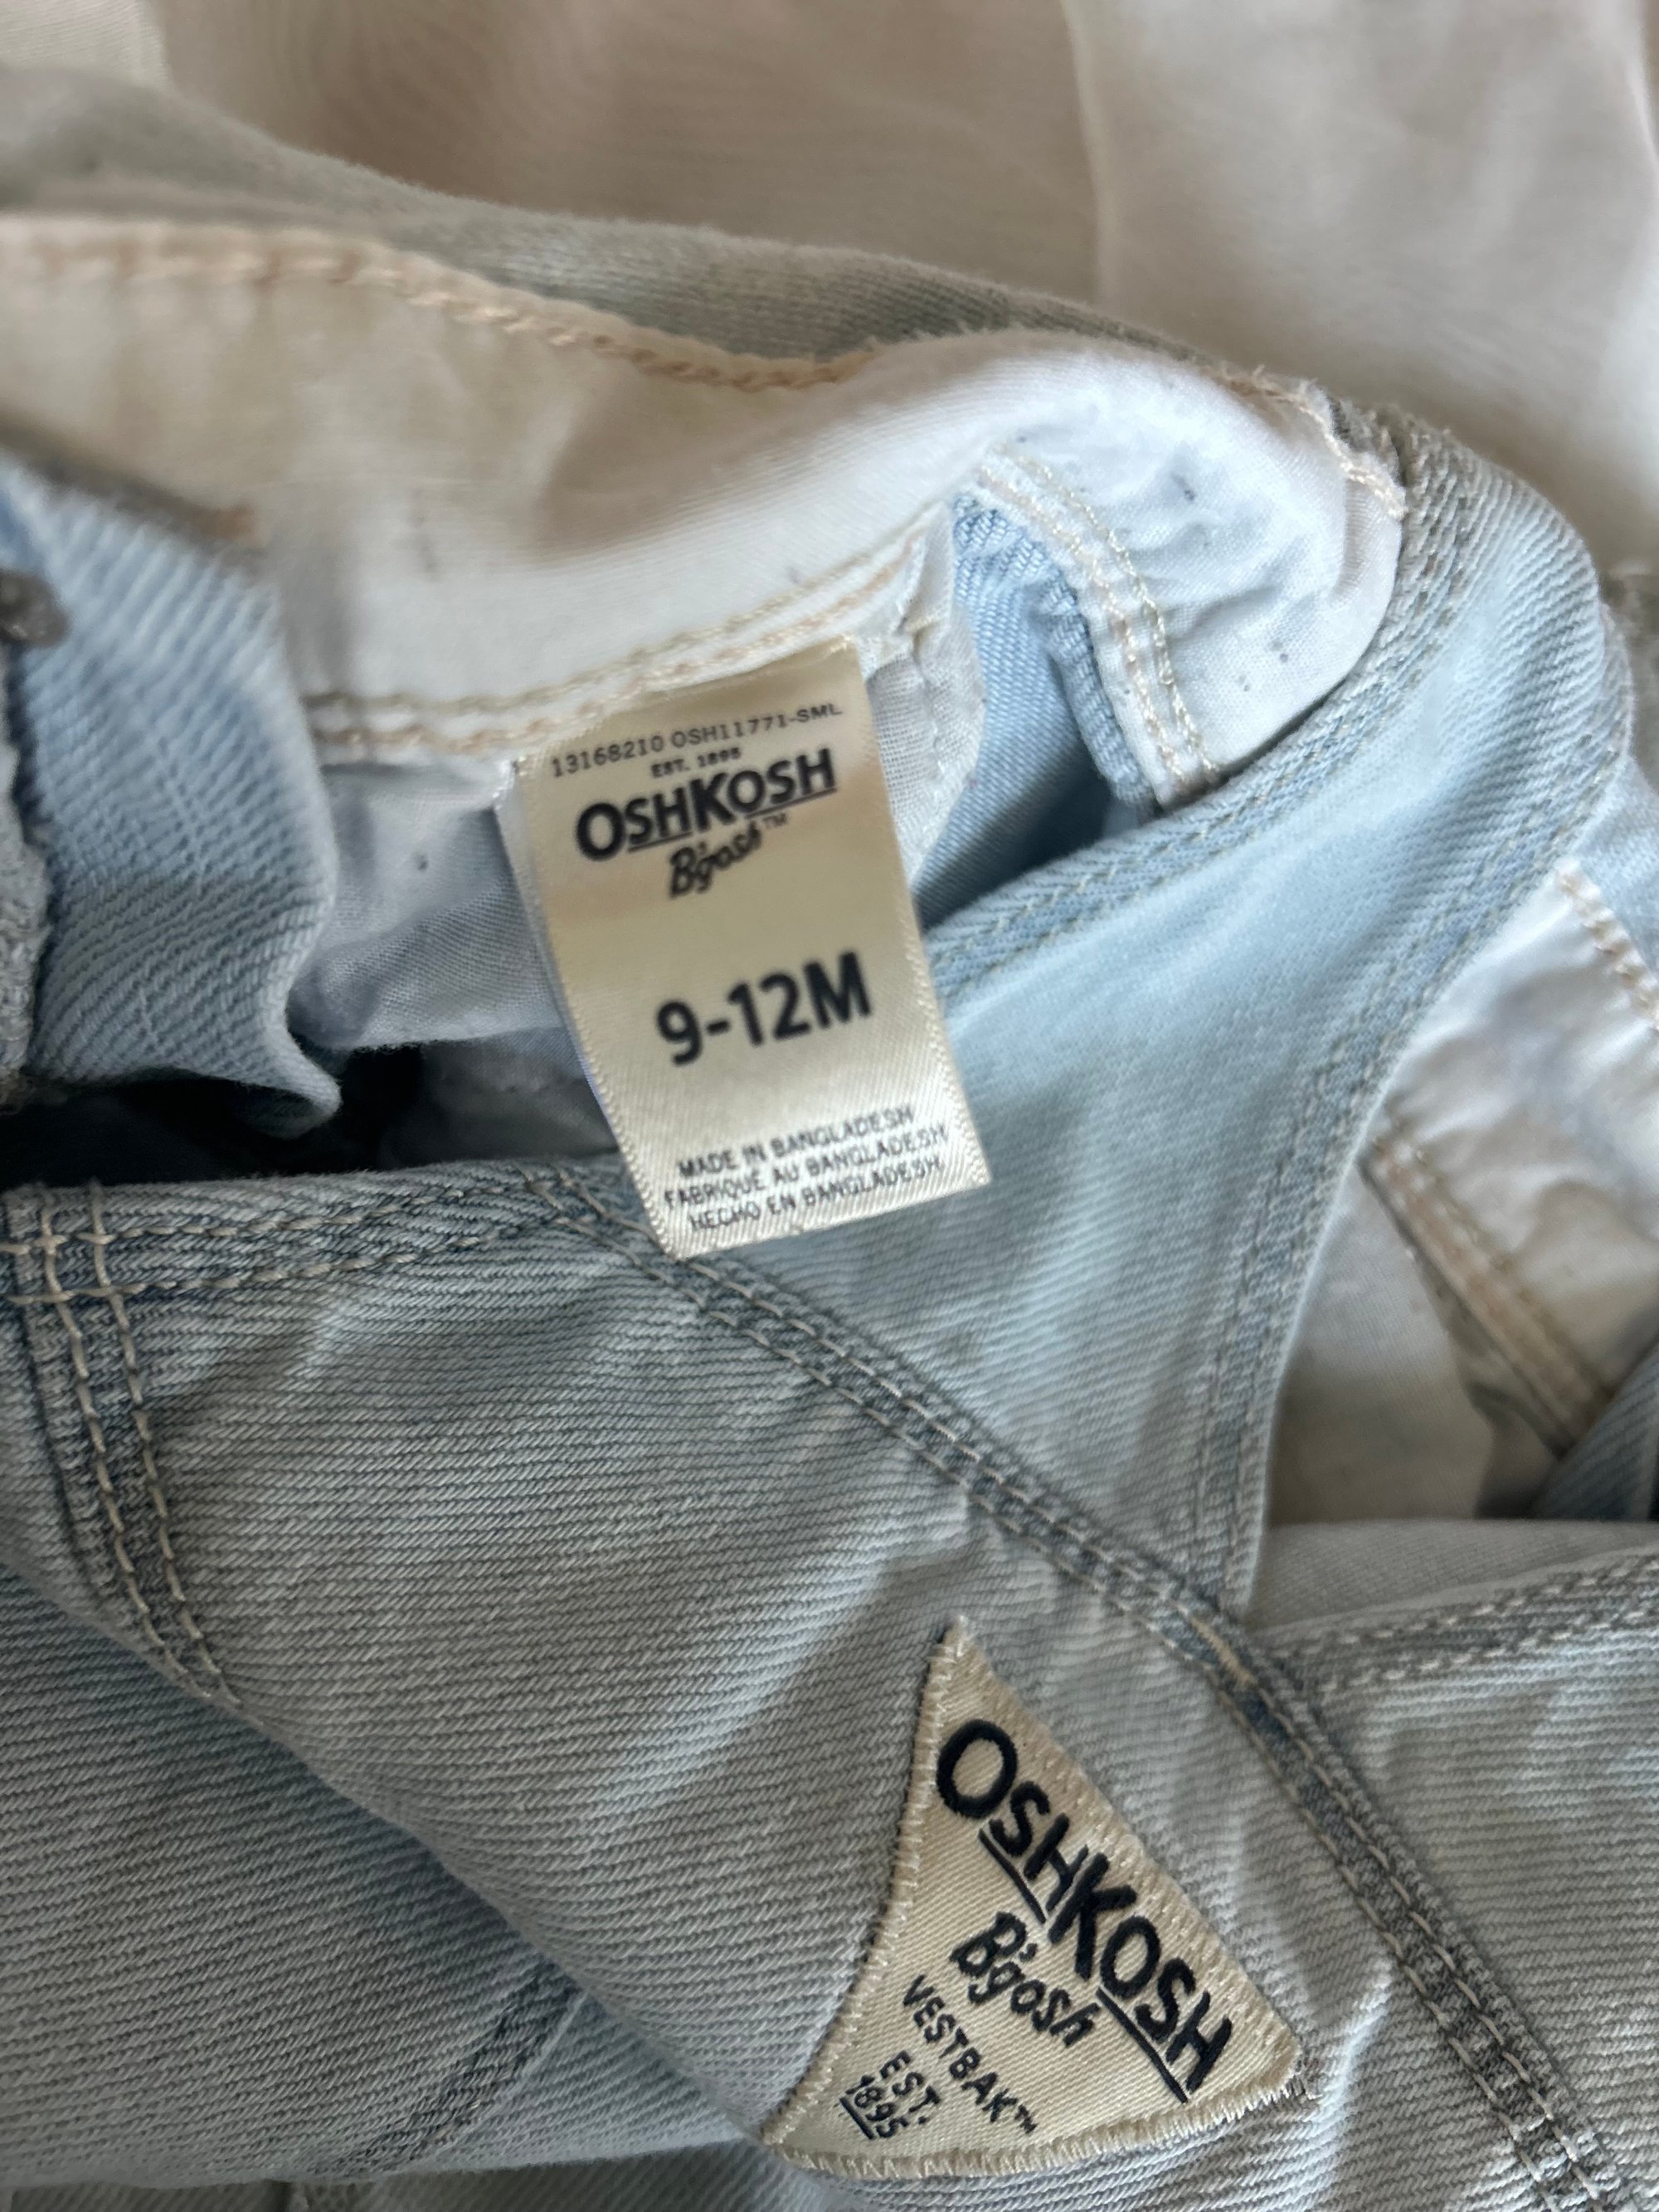 13168210 OSH11771-SML
EST. 1895
OSHKOSH
B'gosh™
9-12M
MADE IN BANGLADESH
FABRIQUÉ AU BANGLADESH
HECHO EN BANGLADESH
OSHKOSH
B'gosh
VESTBAK™
EST.
1895